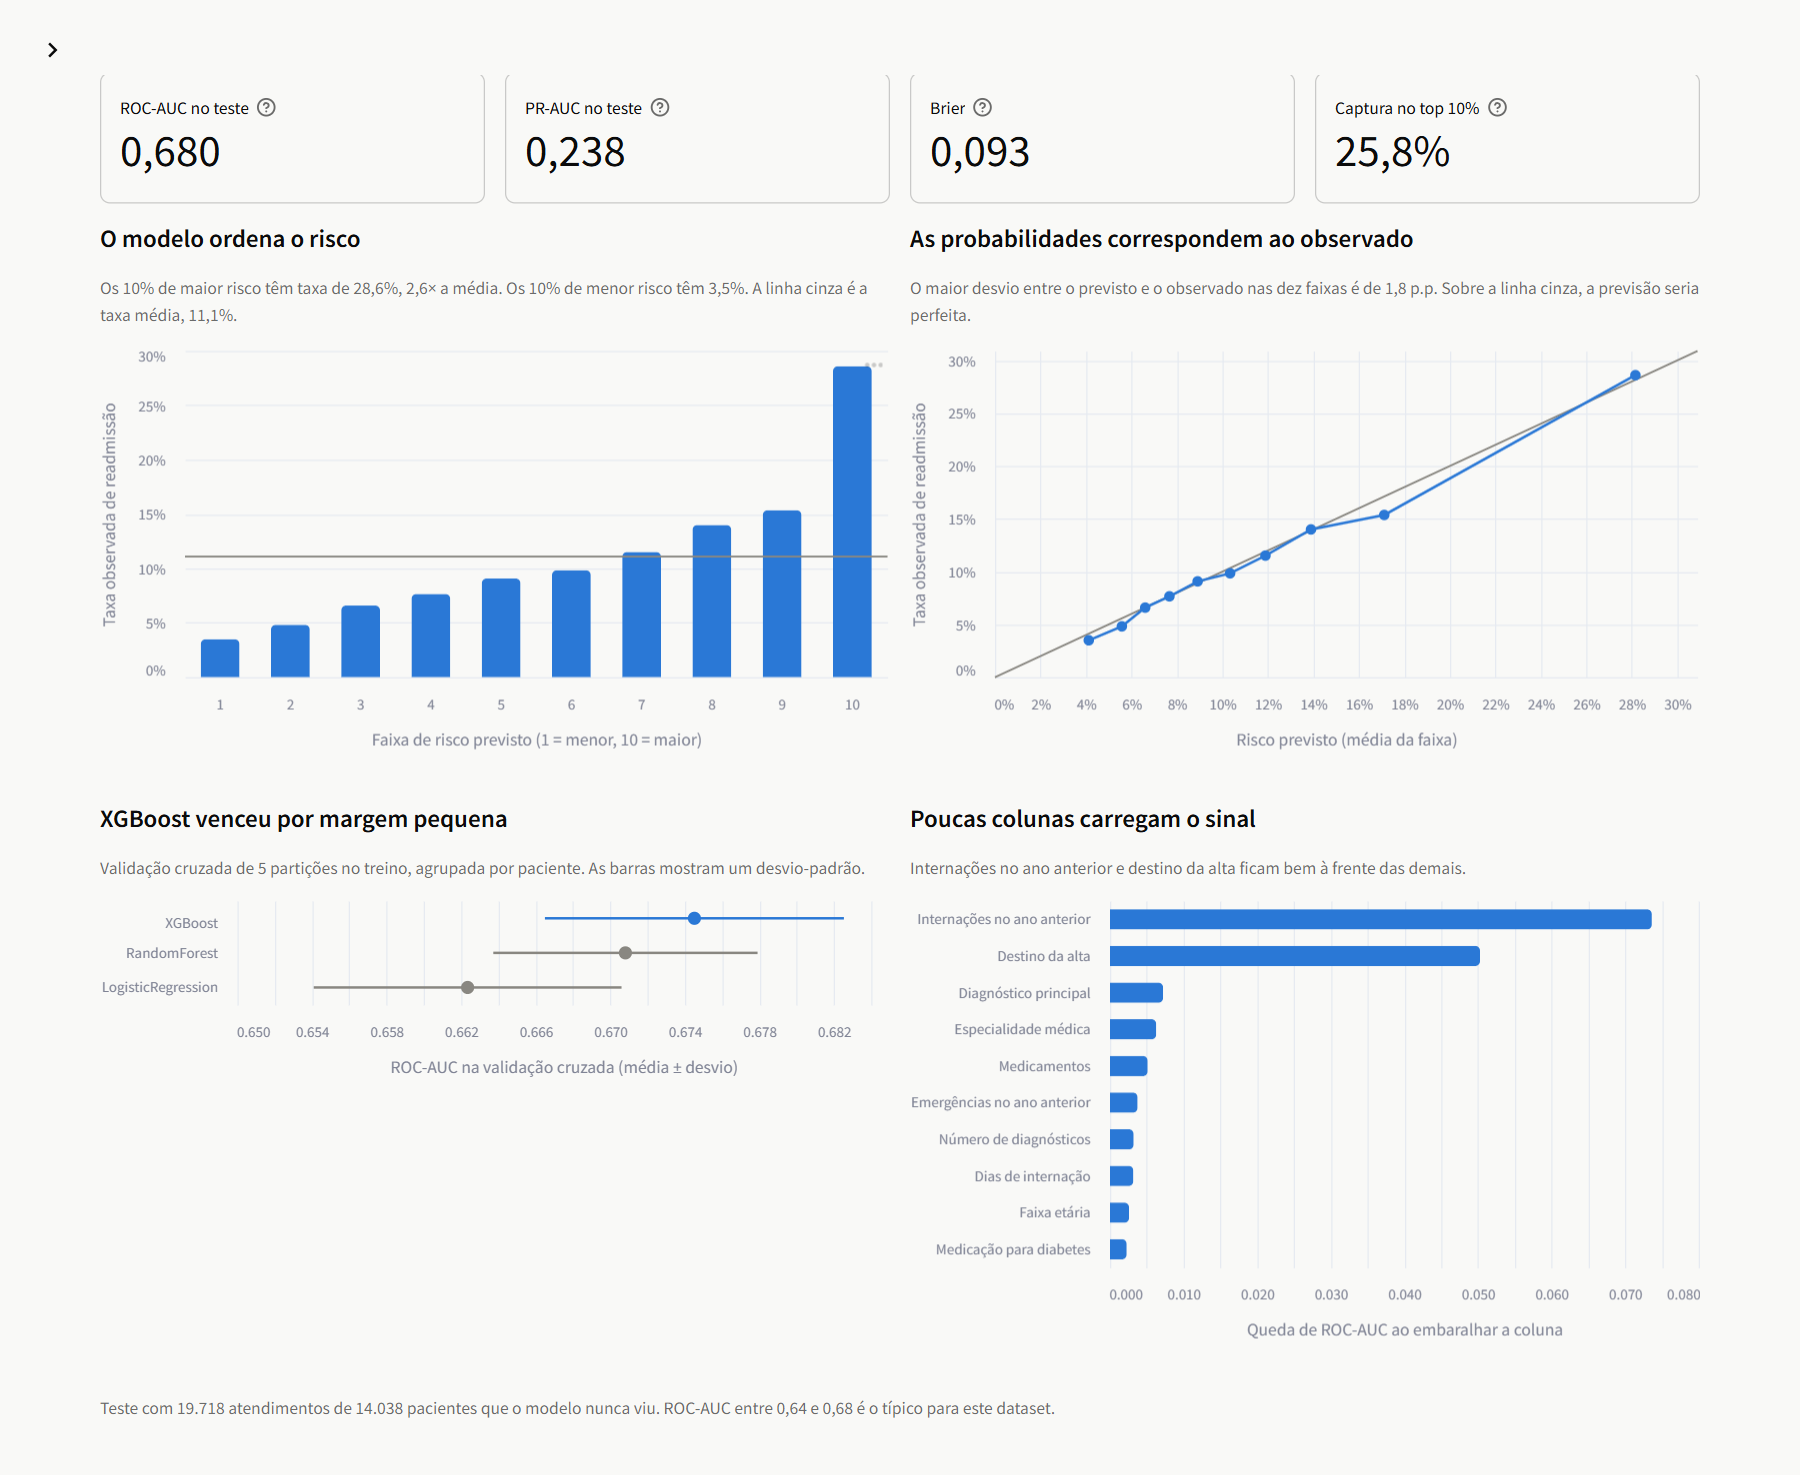 ROC-AUC no teste
0,680
PR-AUC no teste
0,238
Brier
0,093
Captura no top 10%
25,8%
O modelo ordena o risco
Os 10% de maior risco têm taxa de 28,6%, 2,6× a média. Os 10% de menor risco têm 3,5%. A linha cinza é a
taxa média, 11,1%.
Taxa observada de readmissão
30%
25%
20%
15%
10%
5%
0%
1 2 3 4 5 6 7 8 9 10
Faixa de risco previsto (1 = menor, 10 = maior)
As probabilidades correspondem ao observado
O maior desvio entre o previsto e o observado nas dez faixas é de 1,8 p.p. Sobre a linha cinza, a previsão seria
perfeita.
Taxa observada de readmissão
30%
25%
20%
15%
10%
5%
0%
0% 2% 4% 6% 8% 10% 12% 14% 16% 18% 20% 22% 24% 26% 28% 30%
Risco previsto (média da faixa)
XGBoost venceu por margem pequena
Validação cruzada de 5 partições no treino, agrupada por paciente. As barras mostram um desvio-padrão.
XGBoost
RandomForest
LogisticRegression
0.650 0.654 0.658 0.662 0.666 0.670 0.674 0.678 0.682
ROC-AUC na validação cruzada (média ± desvio)
Poucas colunas carregam o sinal
Internações no ano anterior e destino da alta ficam bem à frente das demais.
Internações no ano anterior
Destino da alta
Diagnóstico principal
Especialidade médica
Medicamentos
Emergências no ano anterior
Número de diagnósticos
Dias de internação
Faixa etária
Medicação para diabetes
0.000 0.010 0.020 0.030 0.040 0.050 0.060 0.070 0.080
Queda de ROC-AUC ao embaralhar a coluna
Teste com 19.718 atendimentos de 14.038 pacientes que o modelo nunca viu. ROC-AUC entre 0,64 e 0,68 é o típico para este dataset.